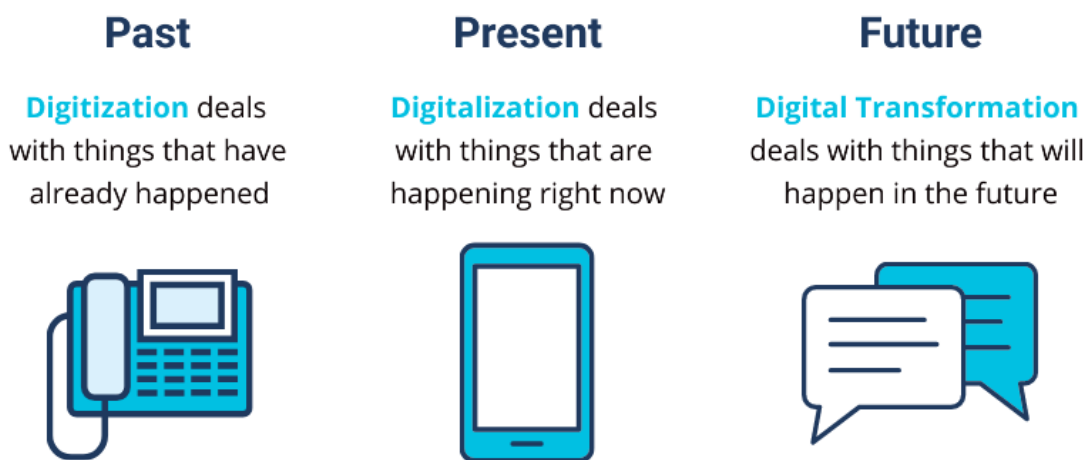 Past
Digitization deals
with things that have
already happened
Present
Digitalization deals
with things that are
happening right now
Future
Digital Transformation
deals with things that will
happen in the future